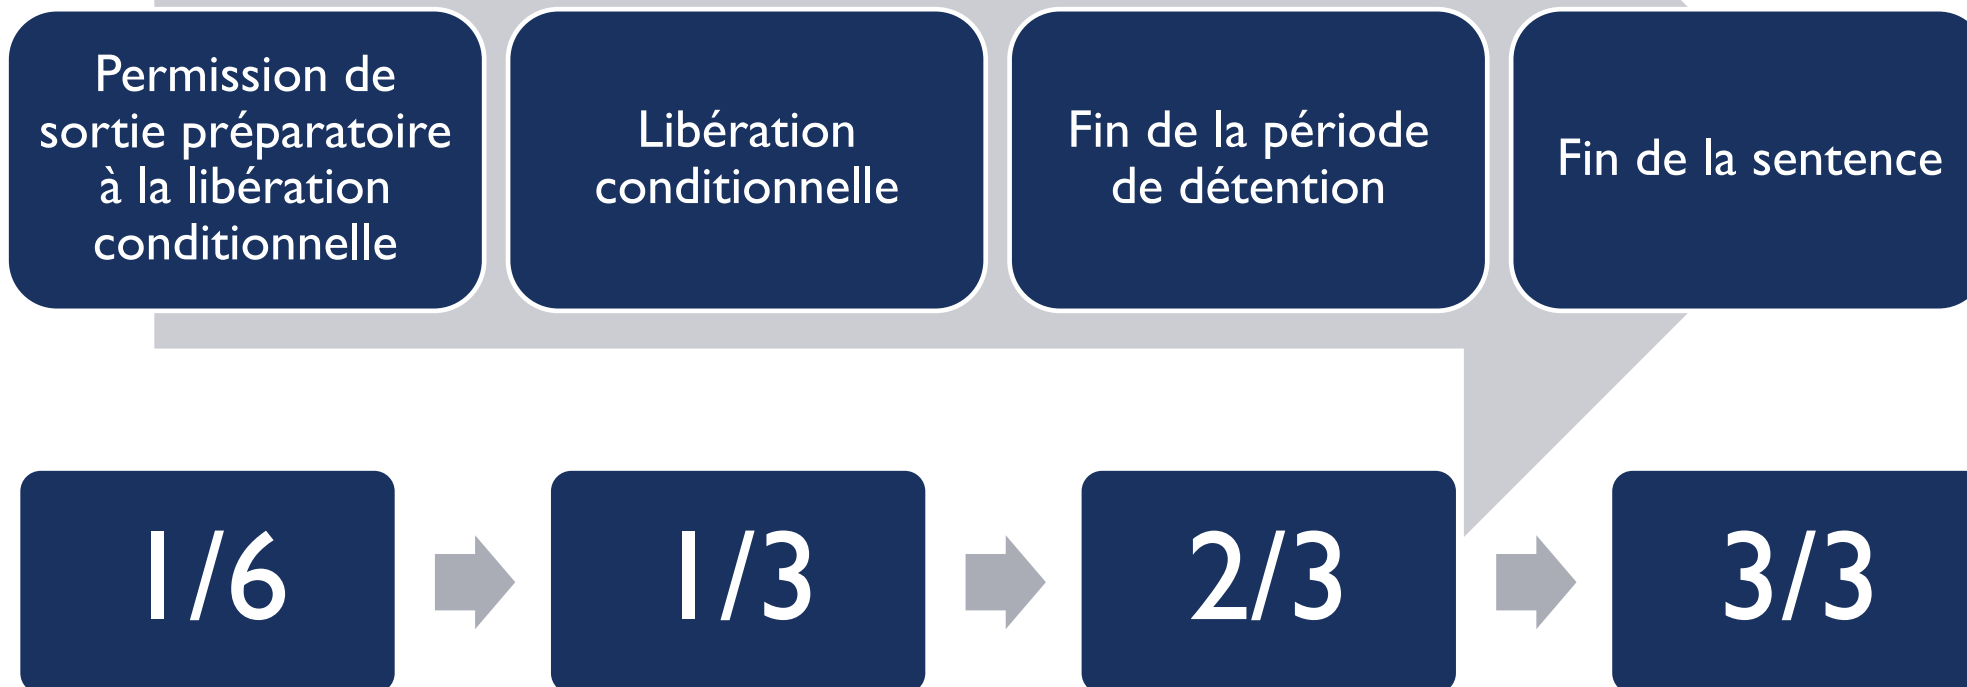 Permission de
sortie préparatoire
à la libération
conditionnelle
Libération
conditionnelle
Fin de la période
de détention
Fin de la sentence
1/6
1/3
2/3
3/3